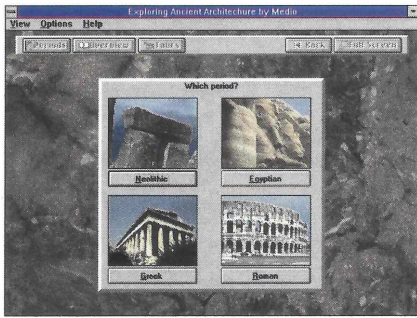 Exploring Ancient Architecture by Medio
View Options Help
Periods Overview Tours Back Full Screen
Which period?
Neolithic Egyptian
Greek Roman